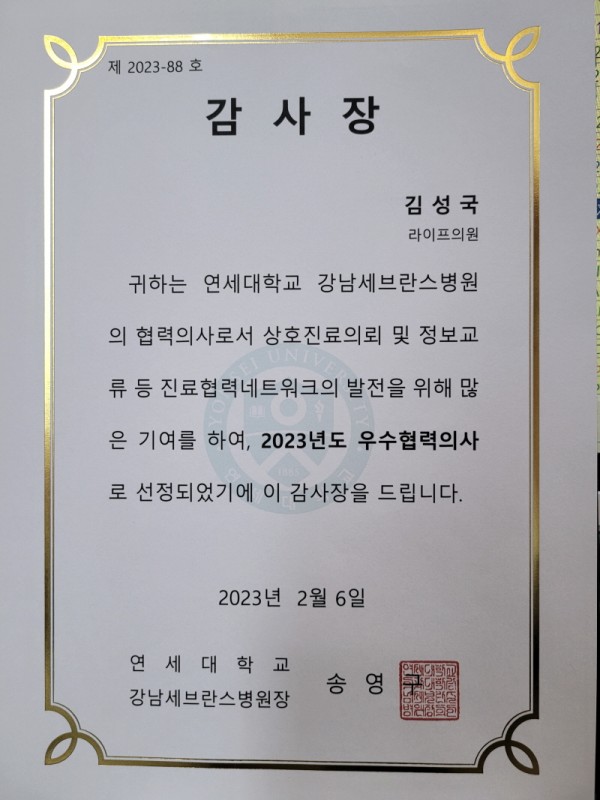 제 2023-88 호
감 사 장
김 성 국
라이프의원
귀하는 연세대학교 강남세브란스병원
의 협력의사로서 상호진료의뢰 및 정보교
류 등 진료협력네트워크의 발전을 위해 많
은 기여를 하여, 2023년도 우수협력의사
로 선정되었기에 이 감사장을 드립니다.
YONSEI UNIVERSITY
2023년 2월 6일
연 세 대 학 교
강남세브란스병원장 송 영 구